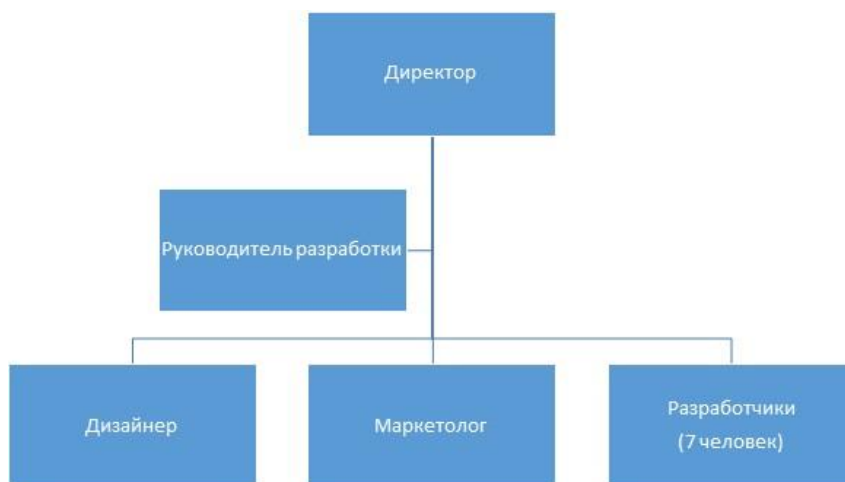 Директор
Руководитель разработки
Дизайнер
Маркетолог
Разработчики
(7 человек)